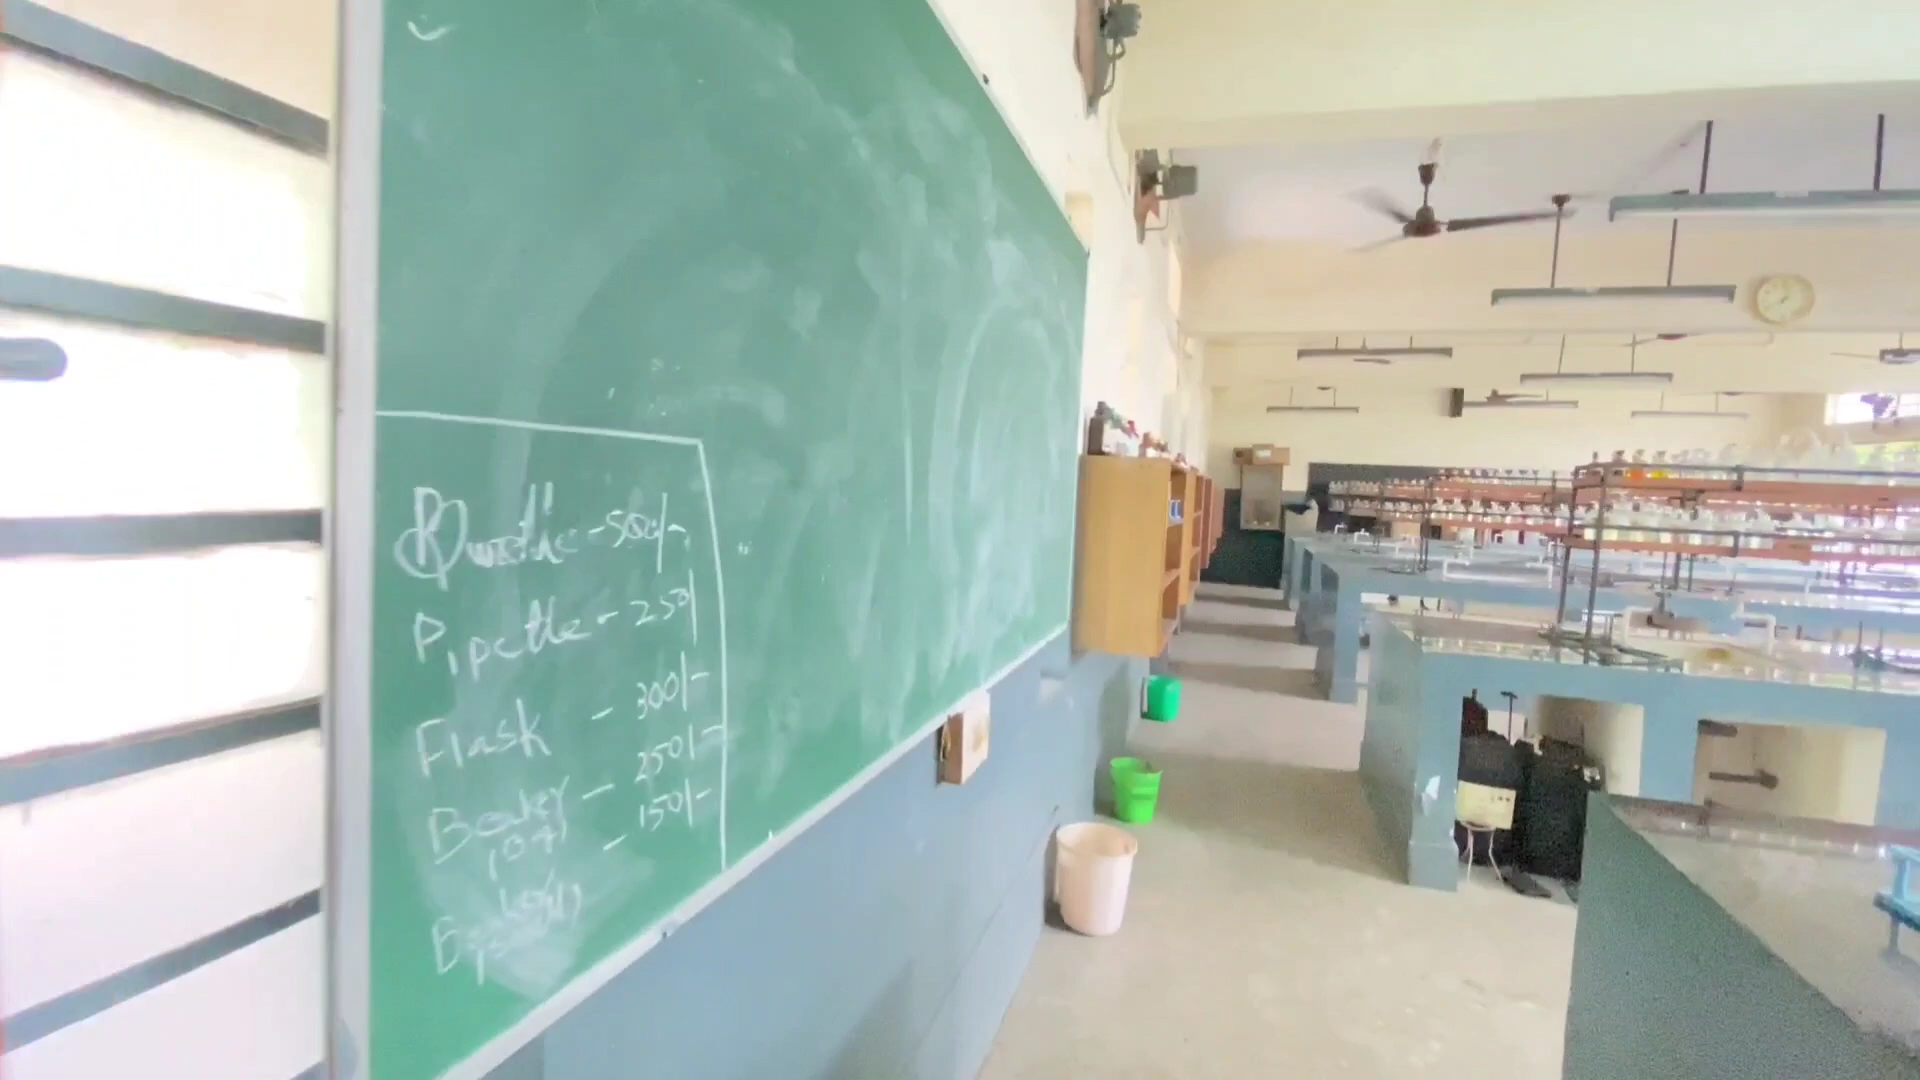 Burette - 500/-
Pipette - 250/
Flask - 300/-
Beaker - 250/-
- 150/-